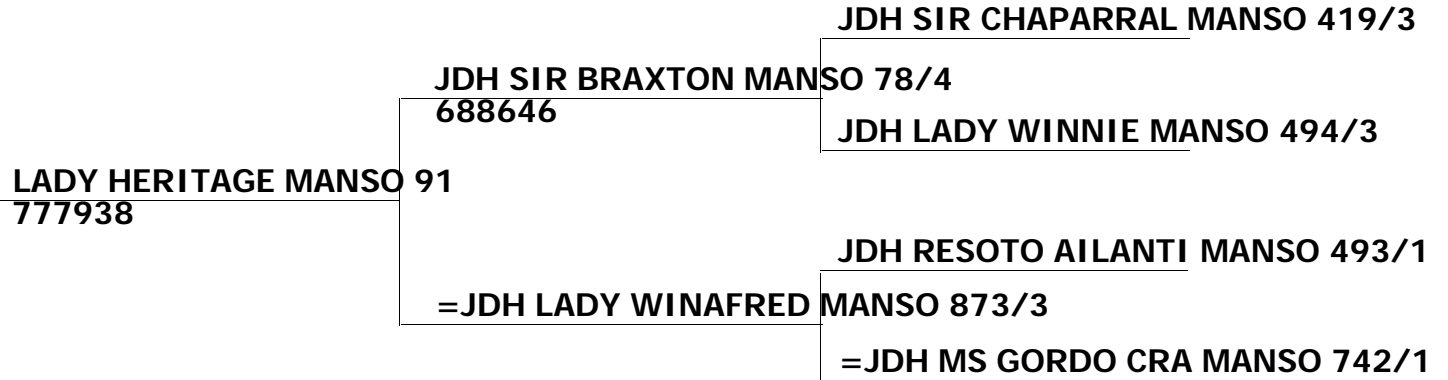 JDH SIR CHAPARRAL MANSO 419/3
JDH SIR BRAXTON MANSO 78/4
688646
JDH LADY WINNIE MANSO 494/3
LADY HERITAGE MANSO 91
777938
JDH RESOTO AILANTI MANSO 493/1
=JDH LADY WINAFRED MANSO 873/3
=JDH MS GORDO CRA MANSO 742/1